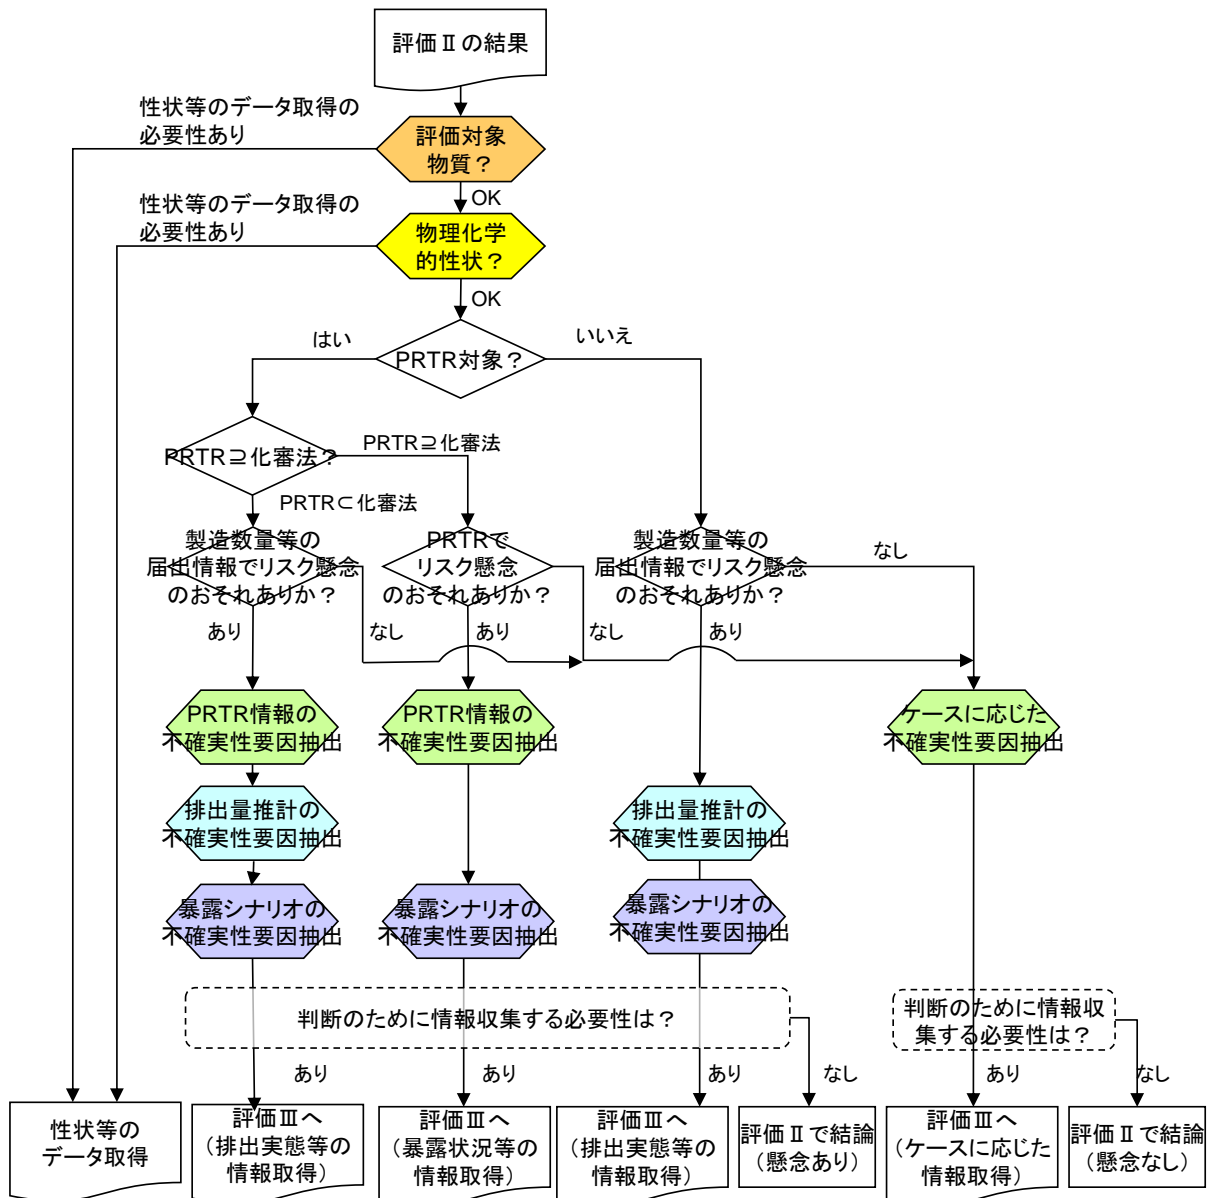 評価Ⅱの結果
性状等のデータ取得の
必要性あり
評価対象
物質？
OK
性状等のデータ取得の
必要性あり
物理化学
的性状？
OK
はい
PRTR対象？
いいえ
PRTR⊇化審法？
PRTR⊇化審法
PRTR⊂化審法
製造数量等の
届出情報でリスク懸念
のおそれありか？
PRTRで
リスク懸念
のおそれありか？
製造数量等の
届出情報でリスク懸念
のおそれありか？
なし
あり
なし
あり
なし
あり
PRTR情報の
不確実性要因抽出
PRTR情報の
不確実性要因抽出
ケースに応じた
不確実性要因抽出
排出量推計の
不確実性要因抽出
排出量推計の
不確実性要因抽出
暴露シナリオの
不確実性要因抽出
暴露シナリオの
不確実性要因抽出
暴露シナリオの
不確実性要因抽出
判断のために情報収集する必要性は？
判断のために情報収
集する必要性は？
あり
あり
あり
なし
あり
なし
性状等の
データ取得
評価Ⅲへ
（排出実態等の
情報取得）
評価Ⅲへ
（暴露状況等の
情報取得）
評価Ⅲへ
（排出実態等の
情報取得）
評価Ⅱで結論
（懸念あり）
評価Ⅲへ
（ケースに応じた
情報取得）
評価Ⅱで結論
（懸念なし）